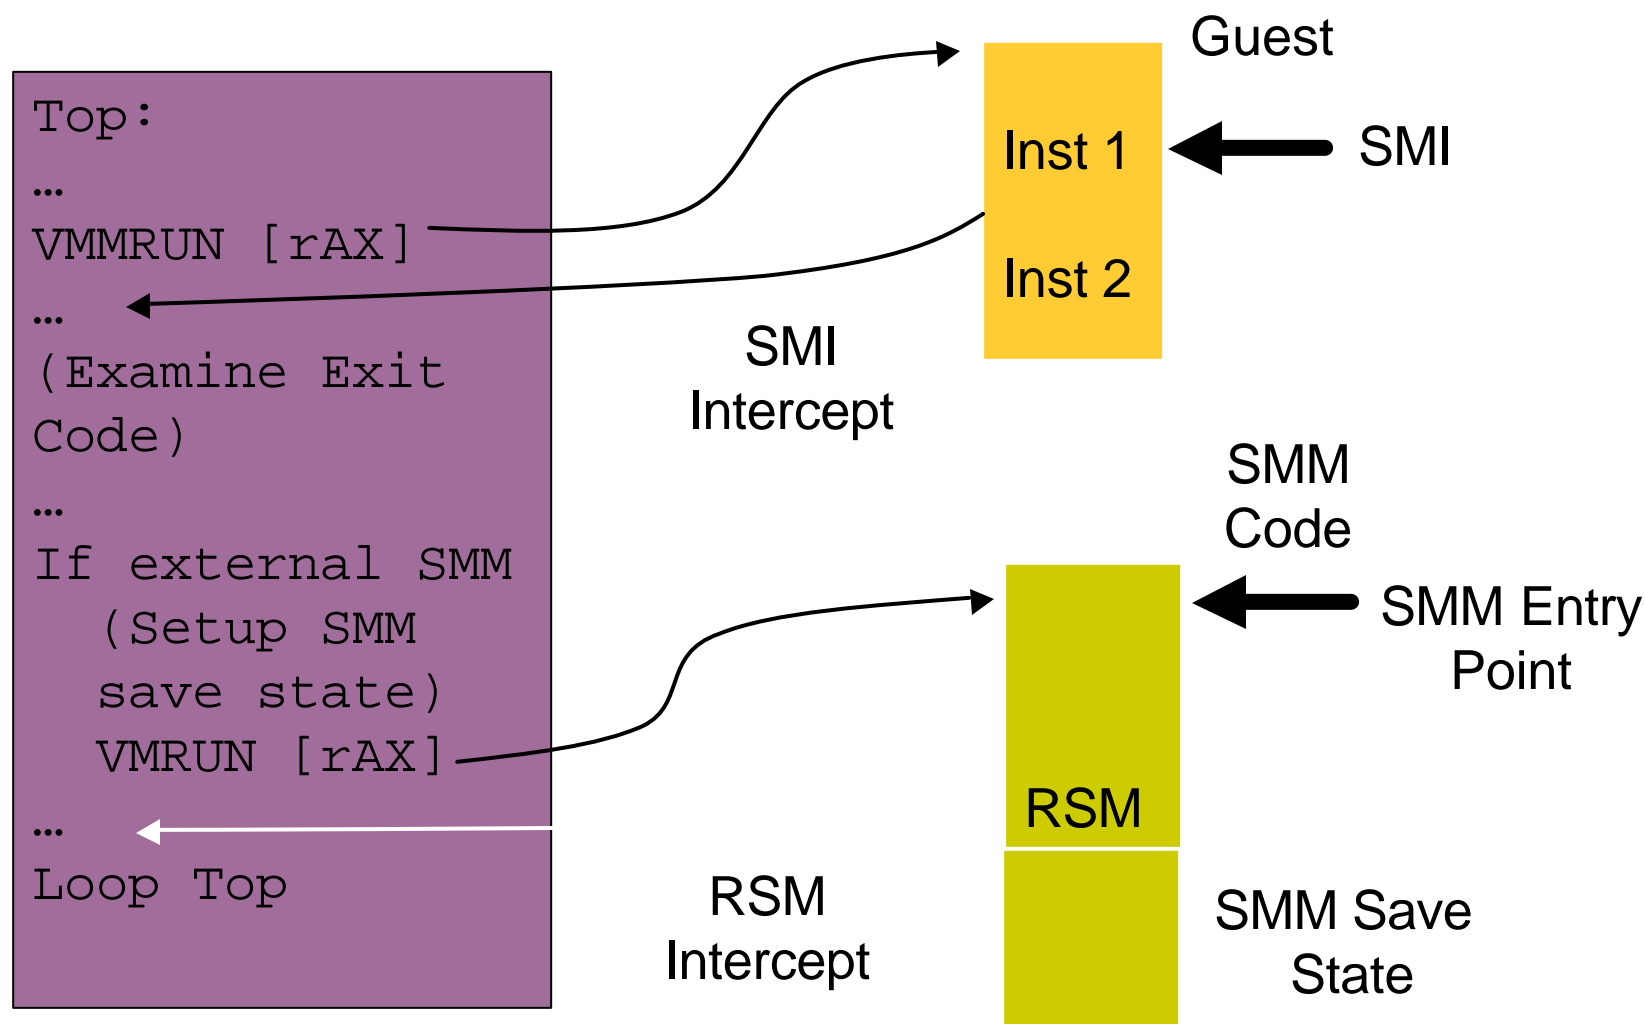 Top:
…
VMMRUN [rAX]
…
(Examine Exit
Code)
…
If external SMM
(Setup SMM
save state)
VMRUN [rAX]
…
Loop Top
Guest
Inst 1
SMI
Inst 2
SMI
Intercept
SMM
Code
SMM Entry
Point
RSM
RSM
Intercept
SMM Save
State